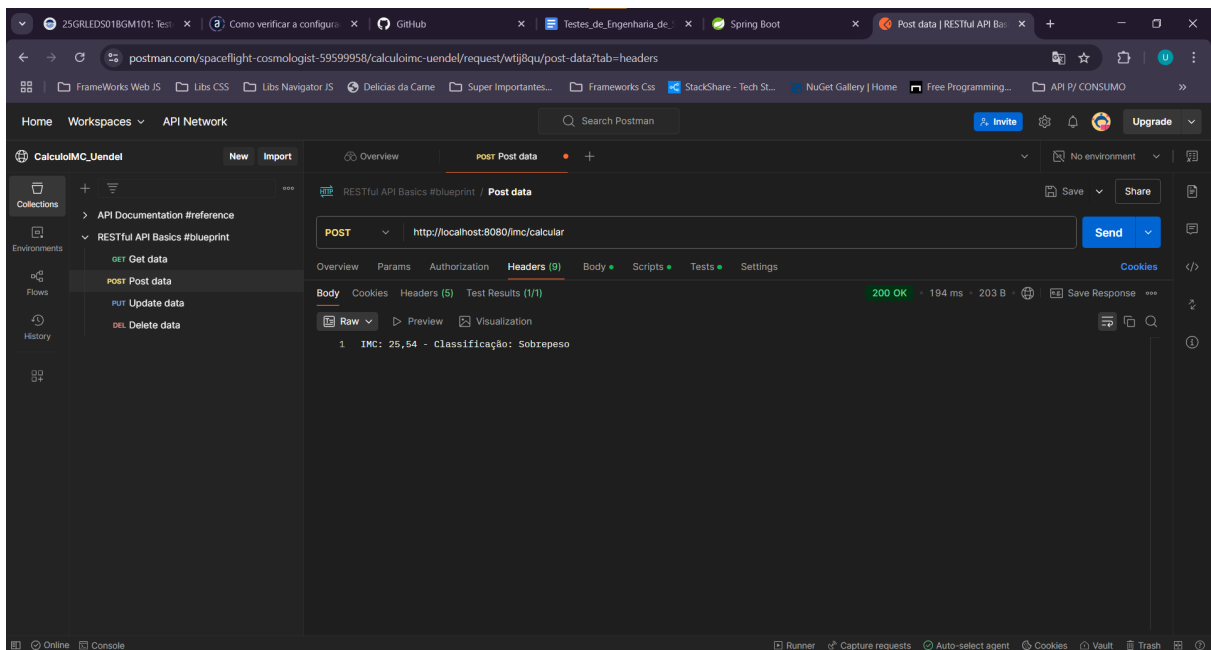 25GRLEDS01BGM101: Test
Como verificar a configura
GitHub
Testes_de_Engenharia_de_S
Spring Boot
Post data | RESTful API Bas
postman.com/spaceflight-cosmologist-59599958/calculoimc-uendel/request/wtij8qu/post-data?tab=headers
U
FrameWorks Web JS
Libs CSS
Libs Navigator JS
Delicias da Carne
Super Importantes...
Frameworks Css
StackShare - Tech St...
NuGet Gallery | Home
Free Programming...
API P/ CONSUMO
Home
Workspaces
API Network
Search Postman
Invite
Upgrade
CalculoIMC_Uendel
New
Import
Overview
POST Post data
No environment
Collections
Environments
Flows
History
API Documentation #reference
RESTful API Basics #blueprint
GET Get data
POST Post data
PUT Update data
DEL Delete data
HTTP RESTful API Basics #blueprint / Post data
Save
Share
POST
http://localhost:8080/imc/calcular
Send
Overview
Params
Authorization
Headers (9)
Body
Scripts
Tests
Settings
Cookies
Body
Cookies
Headers (5)
Test Results (1/1)
200 OK
194 ms
203 B
Save Response
Raw
Preview
Visualization
1 IMC: 25,54 - Classificação: Sobrepeso
Online
Console
Runner
Capture requests
Auto-select agent
Cookies
Vault
Trash